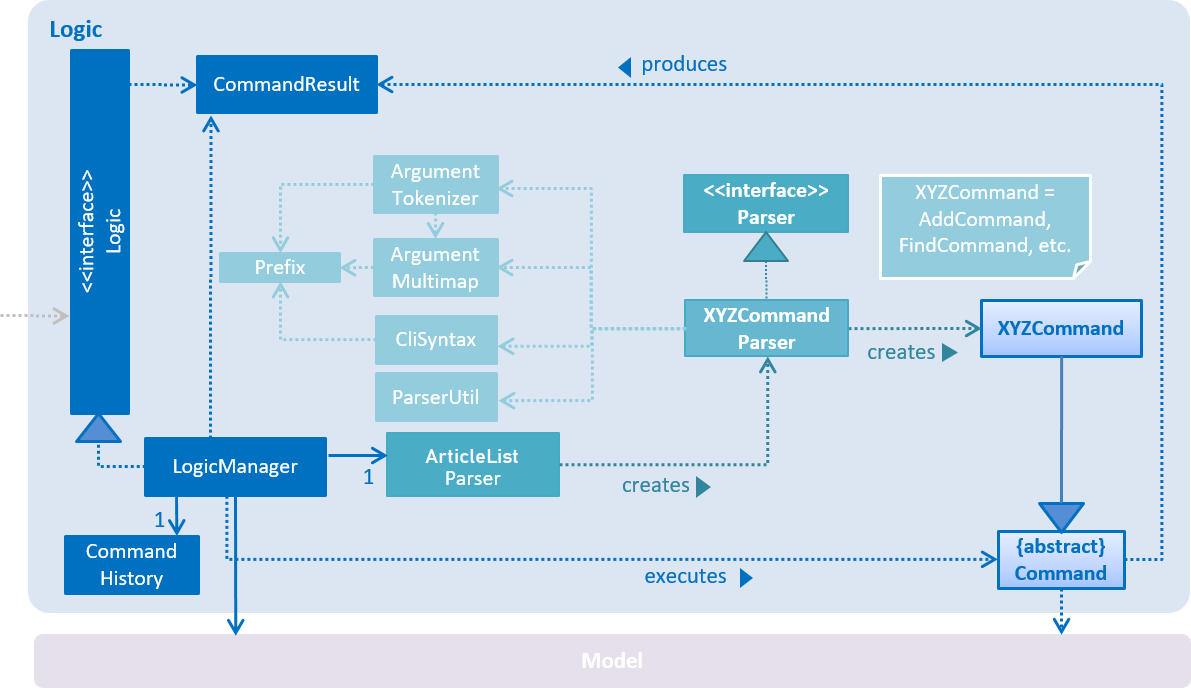 Logic
<<interface>>
Logic
CommandResult
produces
Argument
Tokenizer
<<interface>>
Parser
XYZCommand =
AddCommand,
FindCommand, etc.
Prefix
Argument
Multimap
CliSyntax
XYZCommand
Parser
XYZCommand
creates
ParserUtil
LogicManager
1
ArticleList
Parser
creates
1
Command
History
executes
{abstract}
Command
Model